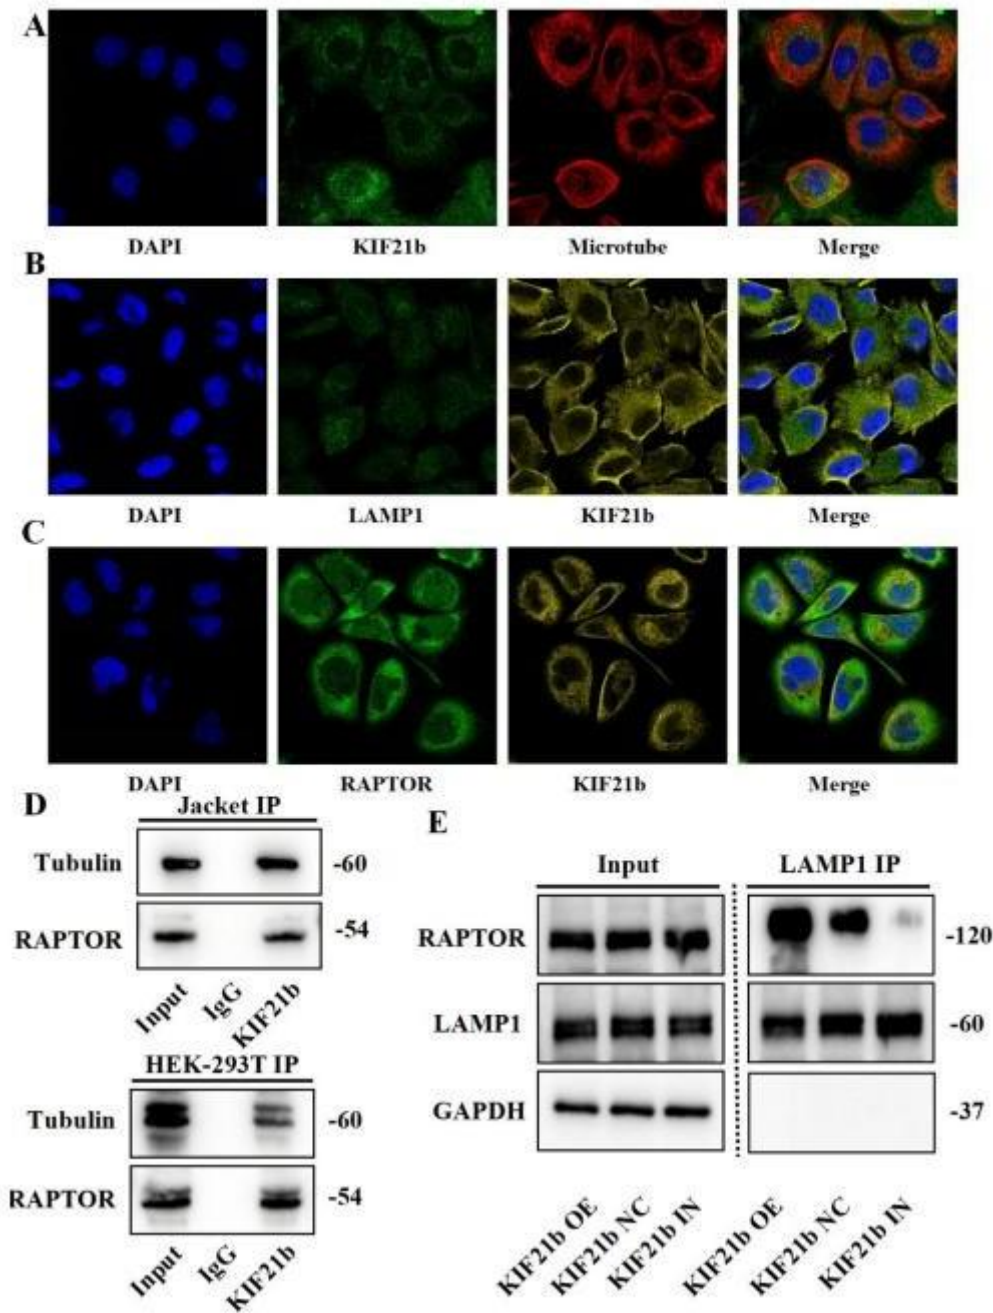 A
DAPI KIF21b Microtube Merge
B
DAPI LAMP1 KIF21b Merge
C
DAPI RAPTOR KIF21b Merge
D
Jacket IP
Tubulin -60
RAPTOR -54
Input IgG KIF21b
HEK-293T IP
Tubulin -60
RAPTOR -54
Input IgG KIF21b
E
Input LAMP1 IP
RAPTOR -120
LAMP1 -60
GAPDH -37
KIF21b OE KIF21b NC KIF21b IN KIF21b OE KIF21b NC KIF21b IN